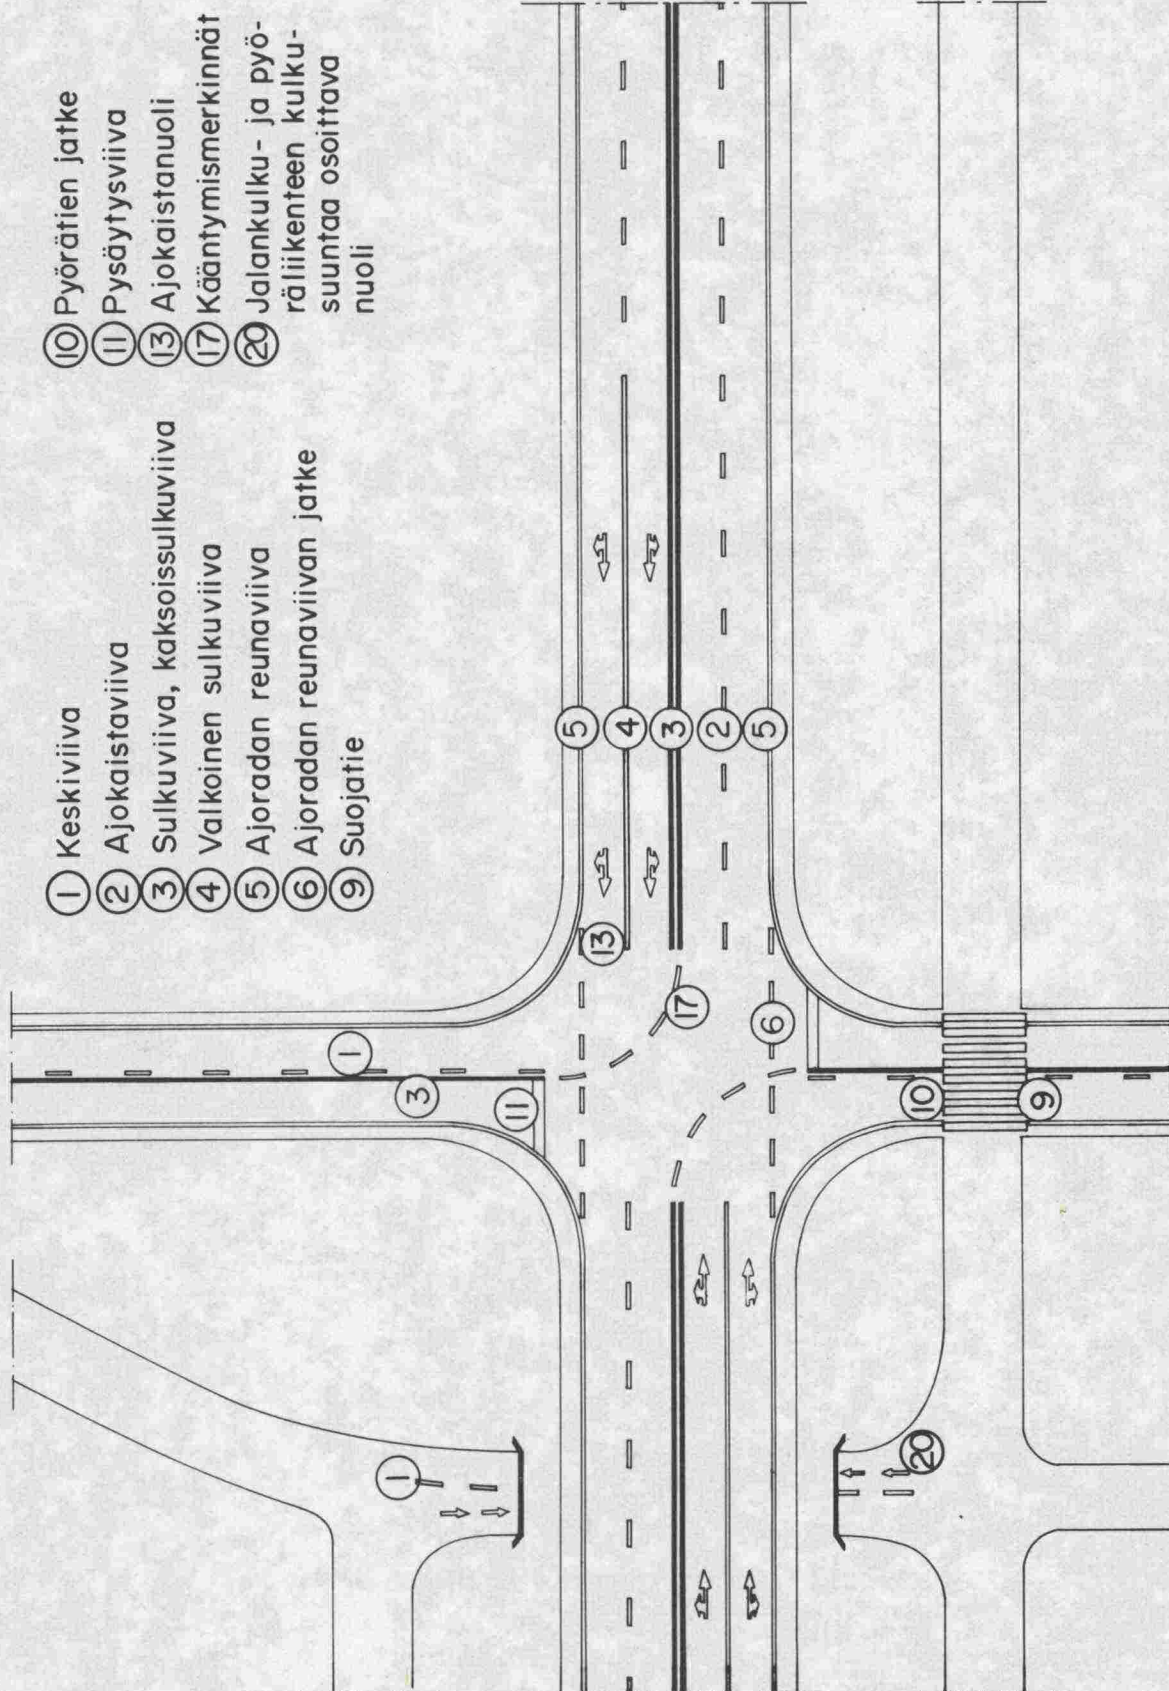 ① Keskiviiva
② Ajokaistaviiva
③ Sulkuviiva, kaksoissulkuviiva
④ Valkoinen sulkuviiva
⑤ Ajoradan reunaviiva
⑥ Ajoradan reunaviivan jatke
⑨ Suojatie
⑩ Pyörätien jatke
⑪ Pysäytysviiva
⑬ Ajokaistanuoli
⑰ Kääntymismerkinnät
⑳ Jalankulku- ja pyö-
räliikenteen kulku-
suuntaa osoittava
nuoli
①
③
⑪
⑬
⑤
④
③
②
⑤
⑰
⑥
⑩
⑨
①
⑳